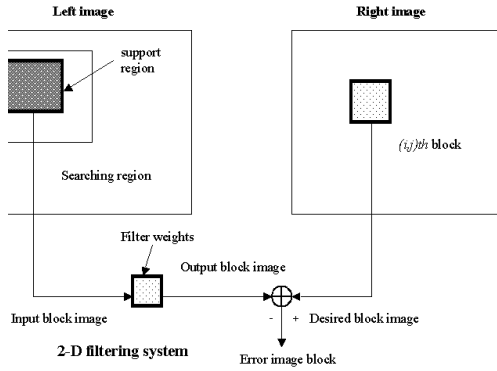 Left image
Right image
support
region
(i,j)th block
Searching region
Filter weights
Output block image
Input block image
- +
Desired block image
2-D filtering system
Error image block